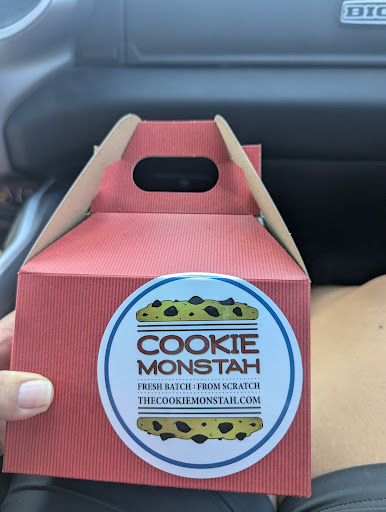 COOKIE
MONSTAH
FRESH BATCH · FROM SCRATCH
THECOOKIEMONSTAH.COM